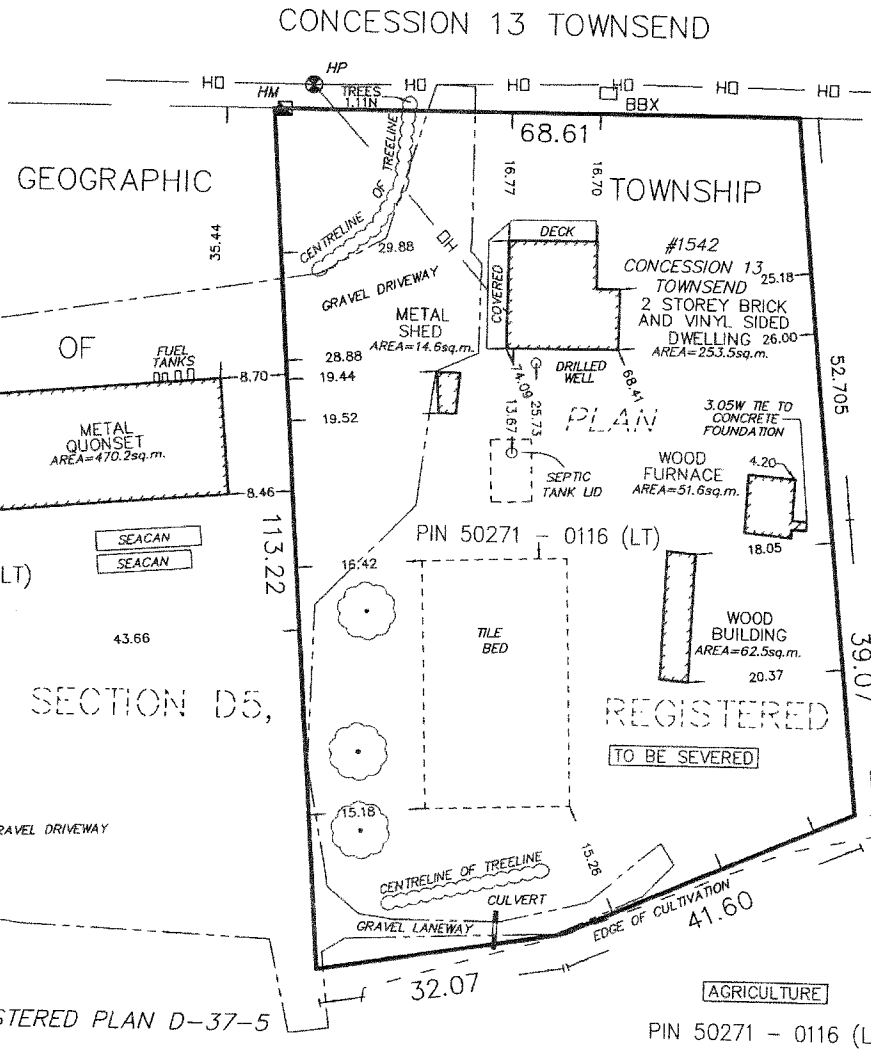 CONCESSION 13 TOWNSEND
HO
HP
HO
HO
HO
HO
HO
HM
TREES
1.11N
BBX
68.61
GEOGRAPHIC
TOWNSHIP
16.77
16.70
35.44
CENTRELINE OF TREELINE
29.88
HO
GRAVEL DRIVEWAY
DECK
COVERED
#1542
CONCESSION 13
TOWNSEND
25.18
2 STOREY BRICK
AND VINYL SIDED
DWELLING
26.00
AREA=253.5sq.m.
METAL
SHED
AREA=14.6sq.m.
OF
FUEL
TANKS
28.88
8.70
19.44
19.52
DRILLED
WELL
74.09
68.41
13.67
25.73
52.705
PLAN
3.05W TIE TO
CONCRETE
FOUNDATION
METAL
QUONSET
AREA=470.2sq.m.
8.46
SEPTIC
TANK LID
WOOD
FURNACE
AREA=51.6sq.m.
4.20
SEACAN
SEACAN
113.22
PIN 50271 - 0116 (LT)
18.05
LT)
16.42
43.66
TILE
BED
WOOD
BUILDING
AREA=62.5sq.m.
20.37
39.07
SECTION D5,
REGISTERED
TO BE SEVERED
RAVEL DRIVEWAY
15.18
15.26
CENTRELINE OF TREELINE
CULVERT
GRAVEL LANEWAY
EDGE OF CULTIVATION
41.60
32.07
AGRICULTURE
STERED PLAN D-37-5
PIN 50271 - 0116 (L